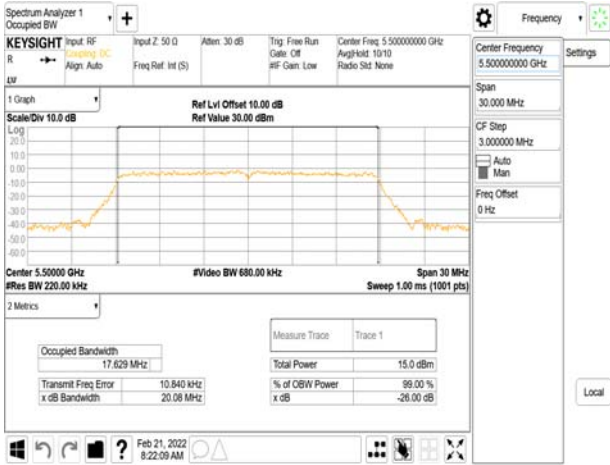 Spectrum Analyzer 1
Occupied BW
+
Frequency
KEYSIGHT
R
Input: RF
Coupling: DC
Align: Auto
Input Z: 50 Ω
Freq Ref: Int (S)
Atten: 30 dB
Trig: Free Run
Gate: Off
#IF Gain: Low
Center Freq: 5.500000000 GHz
Avg|Hold: 10/10
Radio Std: None
1 Graph
Scale/Div 10.0 dB
Ref Lvl Offset 10.00 dB
Ref Value 30.00 dBm
Log
20.0
10.0
0.00
-10.0
-20.0
-30.0
-40.0
-50.0
-60.0
Center 5.50000 GHz
#Res BW 220.00 kHz
#Video BW 680.00 kHz
Span 30 MHz
Sweep 1.00 ms (1001 pts)
2 Metrics
Measure Trace Trace 1
Occupied Bandwidth
17.629 MHz
Total Power 15.0 dBm
Transmit Freq Error 10.840 kHz
% of OBW Power 99.00 %
x dB Bandwidth 20.08 MHz
x dB -26.00 dB
Center Frequency
5.500000000 GHz
Settings
Span
30.000 MHz
CF Step
3.000000 MHz
Auto
Man
Freq Offset
0 Hz
Local
?
Feb 21, 2022
8:22:09 AM